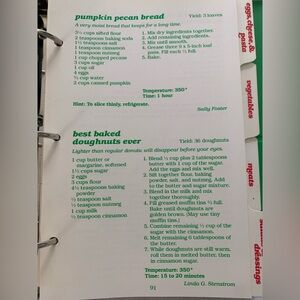 pumpkin pecan bread
Yield: 3 loaves
A very moist bread that keeps for a long time.
3½ cups sifted flour
2 teaspoons baking soda
1½ teaspoons salt
1 teaspoon cinnamon
1 cup chopped pecans
3 cups sugar
1 cup oil
4 eggs
⅔ cup water
2 cups canned pumpkin
1. Mix dry ingredients together.
2. Add remaining ingredients.
3. Mix until smooth.
4. Grease three 9 x 5-inch loaf
pans. Fill each ½ full.
5. Bake.
Temperature: 350°
Time: 1 hour
Hint: To slice thinly, refrigerate.
Sally Foster
best baked
doughnuts ever
Yield: 36 doughnuts
Lighter than regular donuts will disappear before your eyes.
1 cup butter or
margarine, softened
1½ cups sugar
2 eggs
3 cups flour
4½ teaspoons baking
powder
½ teaspoon salt
½ teaspoon nutmeg
1 cup milk
½ teaspoon cinnamon
1. Blend ½ cup plus 2 tablespoons
butter with 1 cup of the sugar.
Add the eggs and mix well.
2. Sift together flour, baking
powder, salt, and nutmeg. Add
to the butter and sugar mixture.
3. Blend in the milk and mix
together thoroughly.
4. Fill greased muffin tins ½ full.
Bake until doughnuts are
golden brown. (May use tiny
muffin tins.)
5. Combine remaining ½ cup of the
sugar with the cinnamon.
6. Melt remaining 6 tablespoons of
the butter.
7. While doughnuts are still warm,
roll them in melted butter, then
in cinnamon sugar.
Temperature: 350°
Time: 15 to 20 minutes
Linda G. Stenstrom
91
eggs, cheese, &
pasta
vegetables
meats
dressings